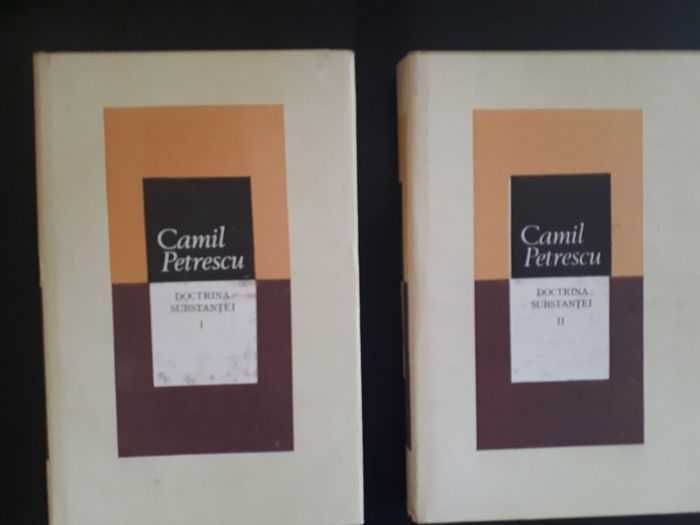 Camil
Petrescu
DOCTRINA
SUBSTANȚEI
I
Camil
Petrescu
DOCTRINA
SUBSTANȚEI
II